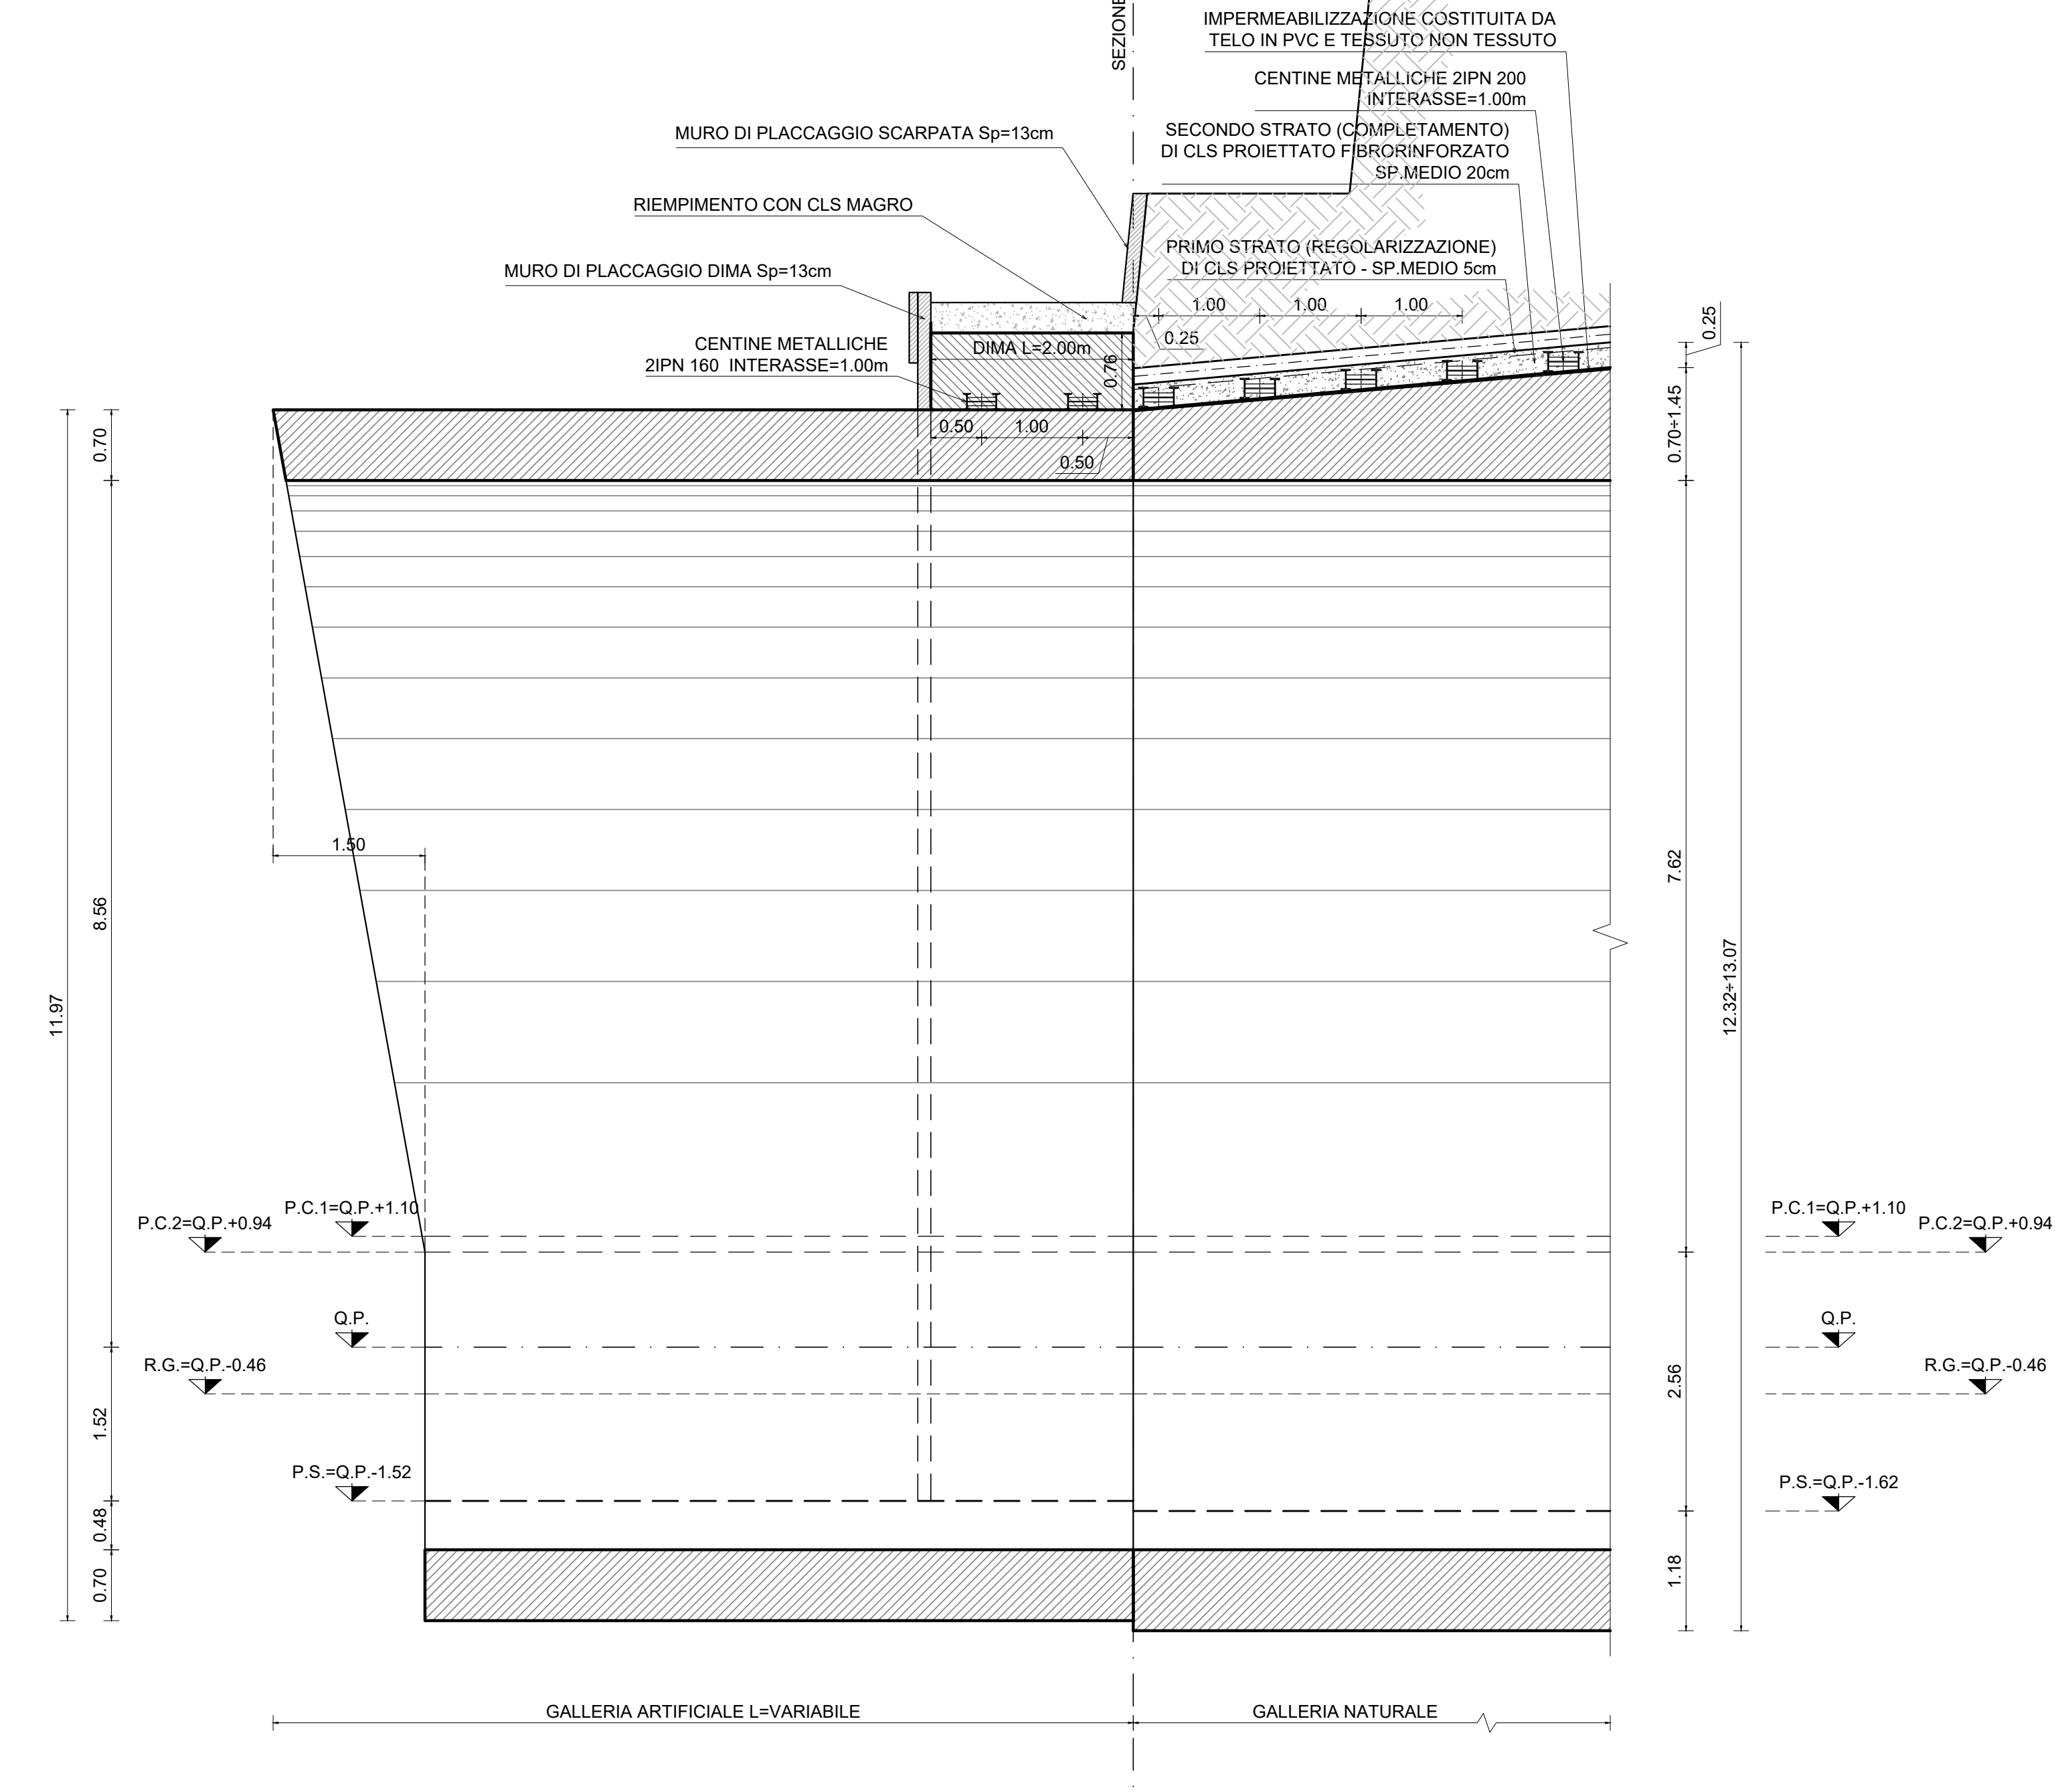 SEZIONE
IMPERMEABILIZZAZIONE COSTITUITA DA
TELO IN PVC E TESSUTO NON TESSUTO
CENTINE METALLICHE 2IPN 200
INTERASSE=1.00m
SECONDO STRATO (COMPLETAMENTO)
DI CLS PROIETTATO FIBRORINFORZATO
SP.MEDIO 20cm
PRIMO STRATO (REGOLARIZZAZIONE)
DI CLS PROIETTATO - SP.MEDIO 5cm
MURO DI PLACCAGGIO SCARPATA Sp=13cm
RIEMPIMENTO CON CLS MAGRO
MURO DI PLACCAGGIO DIMA Sp=13cm
CENTINE METALLICHE
2IPN 160 INTERASSE=1.00m
DIMA L=2.00m
0.76
1.00
1.00
1.00
0.25
0.25
0.50
1.00
0.50
0.70
0.70÷1.45
1.50
8.56
11.97
7.62
12.32÷13.07
P.C.1=Q.P.+1.10
P.C.2=Q.P.+0.94
Q.P.
R.G.=Q.P.-0.46
P.S.=Q.P.-1.52
1.52
0.48
0.70
P.C.1=Q.P.+1.10
P.C.2=Q.P.+0.94
Q.P.
R.G.=Q.P.-0.46
P.S.=Q.P.-1.62
2.56
1.18
GALLERIA ARTIFICIALE L=VARIABILE
GALLERIA NATURALE